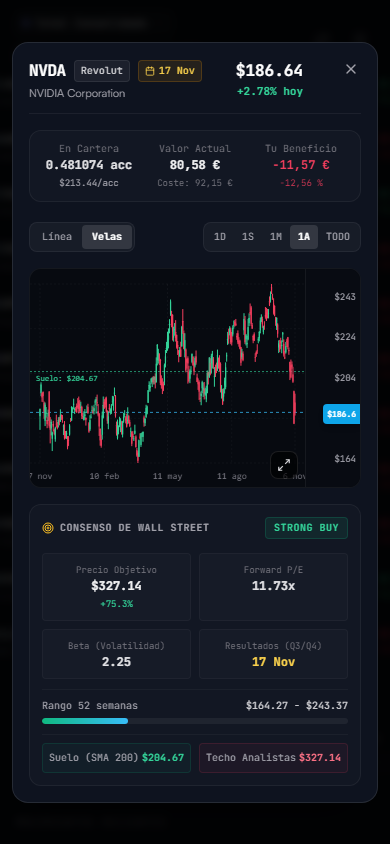 NVDA Revolut 17 Nov $186.64
NVIDIA Corporation +2.78% hoy
En Cartera Valor Actual Tu Beneficio
0.481074 acc 80,58 € -11,57 €
$213.44/acc Coste: 92,15 € -12,56 %
Línea Velas 1D 1S 1M 1A TODO
$243
$224
Suelo: $204.67
$204
$186.6
$164
7 nov 10 feb 11 may 11 ago
CONSENSO DE WALL STREET STRONG BUY
Precio Objetivo Forward P/E
$327.14 11.73x
+75.3%
Beta (Volatilidad) Resultados (Q3/Q4)
2.25 17 Nov
Rango 52 semanas $164.27 - $243.37
Suelo (SMA 200) $204.67 Techo Analistas $327.14